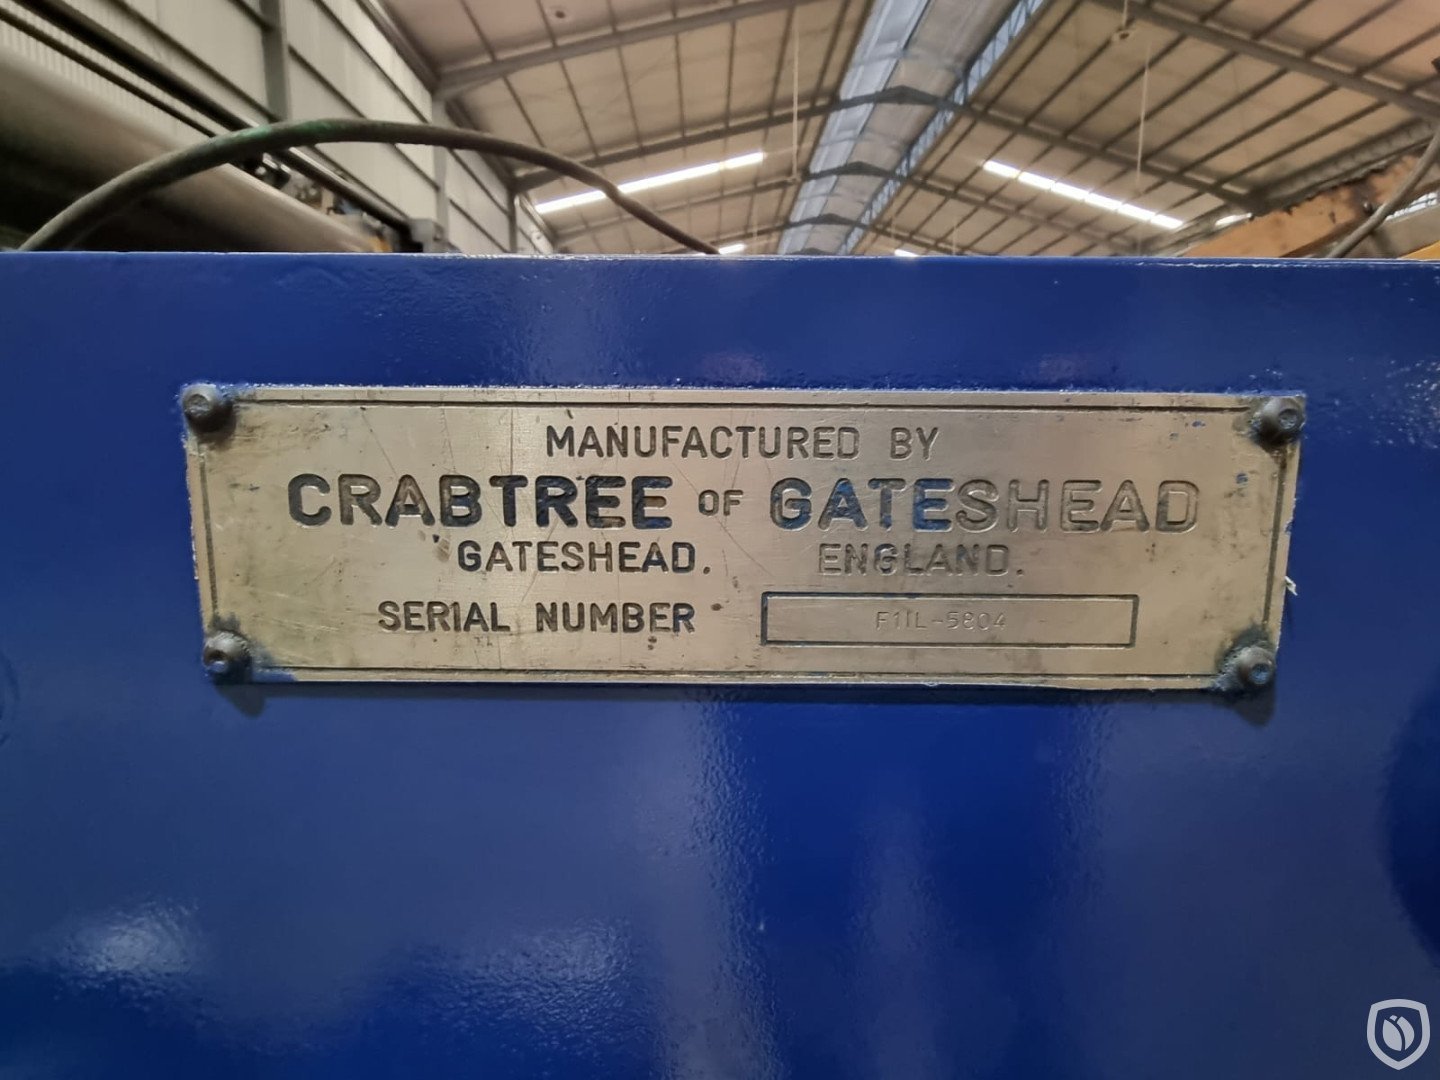 MANUFACTURED BY
CRABTREE OF GATESHEAD
GATESHEAD. ENGLAND.
SERIAL NUMBER F11L-5804